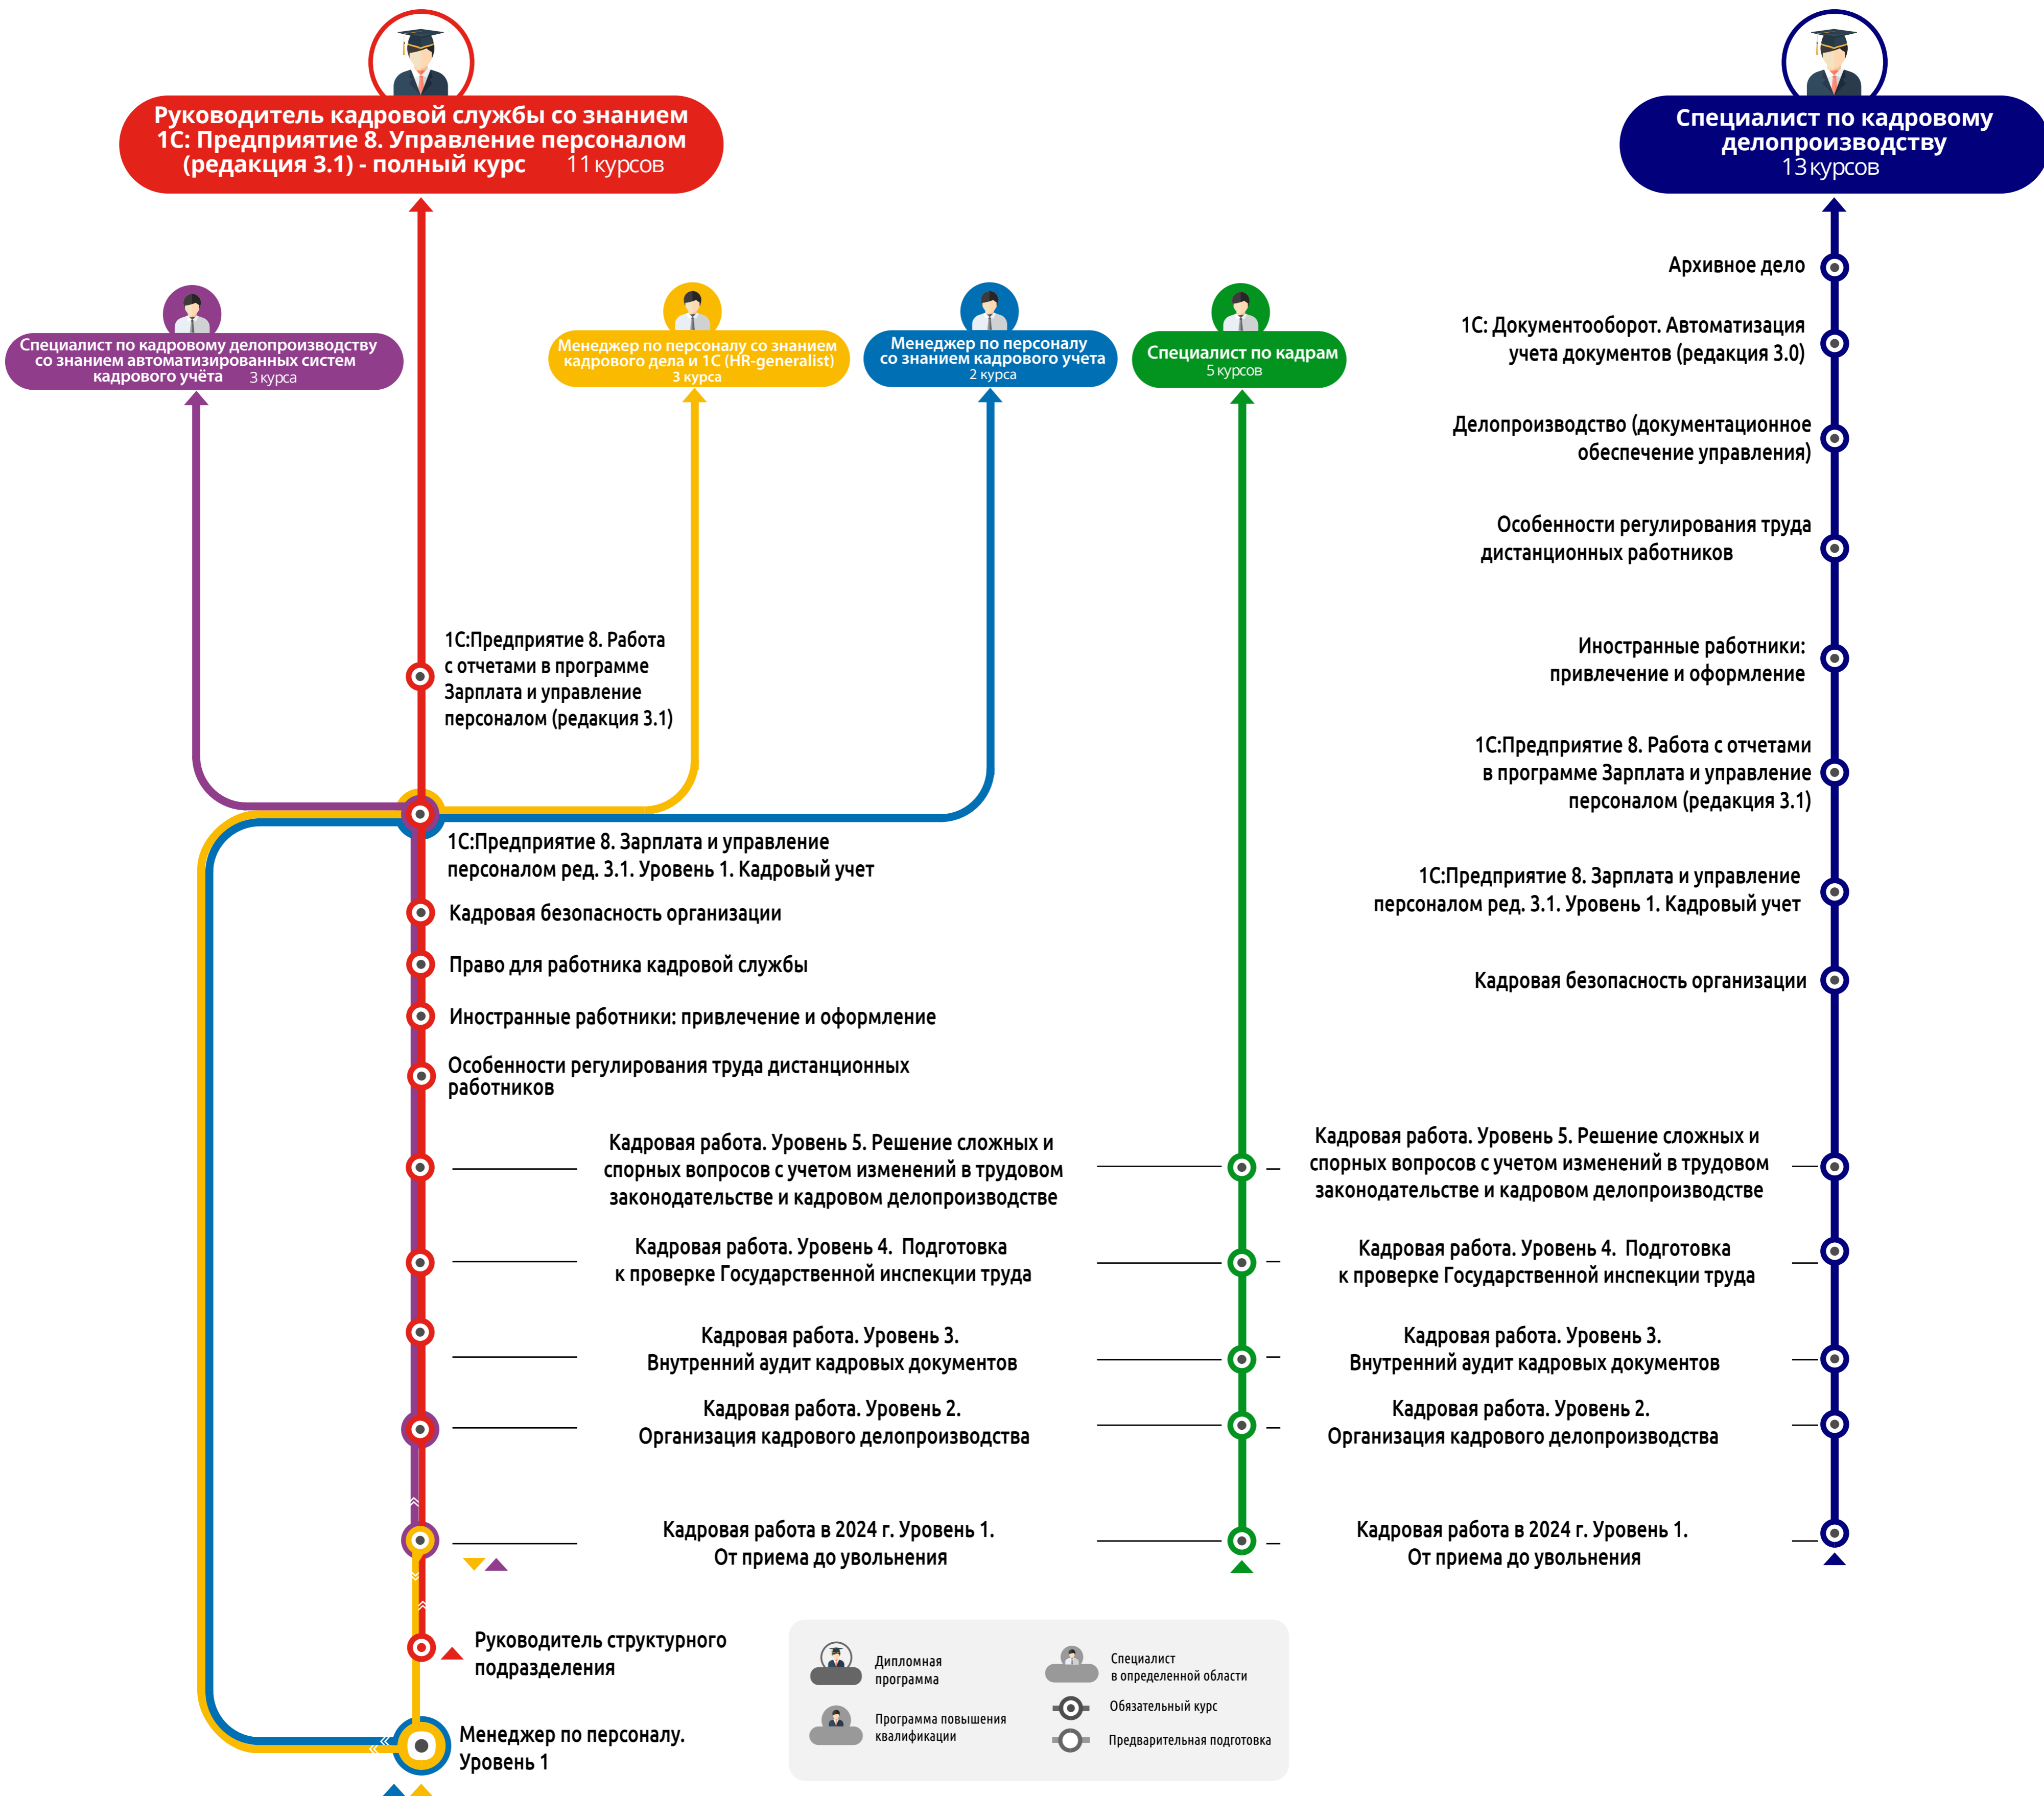 Руководитель кадровой службы со знанием
1С: Предприятие 8. Управление персоналом
(редакция 3.1) - полный курс 11 курсов
Специалист по кадровому
делопроизводству
13 курсов
Специалист по кадровому делопроизводству
со знанием автоматизированных систем
кадрового учёта 3 курса
Менеджер по персоналу со знанием
кадрового дела и 1С (HR-generalist)
3 курса
Менеджер по персоналу
со знанием кадрового учета
2 курса
Специалист по кадрам
5 курсов
1С:Предприятие 8. Работа
с отчетами в программе
Зарплата и управление
персоналом (редакция 3.1)
1С:Предприятие 8. Зарплата и управление
персоналом ред. 3.1. Уровень 1. Кадровый учет
Кадровая безопасность организации
Право для работника кадровой службы
Иностранные работники: привлечение и оформление
Особенности регулирования труда дистанционных
работников
Кадровая работа. Уровень 5. Решение сложных и
спорных вопросов с учетом изменений в трудовом
законодательстве и кадровом делопроизводстве
Кадровая работа. Уровень 4. Подготовка
к проверке Государственной инспекции труда
Кадровая работа. Уровень 3.
Внутренний аудит кадровых документов
Кадровая работа. Уровень 2.
Организация кадрового делопроизводства
Кадровая работа в 2024 г. Уровень 1.
От приема до увольнения
Руководитель структурного
подразделения
Менеджер по персоналу.
Уровень 1
Архивное дело
1С: Документооборот. Автоматизация
учета документов (редакция 3.0)
Делопроизводство (документационное
обеспечение управления)
Особенности регулирования труда
дистанционных работников
Иностранные работники:
привлечение и оформление
1С:Предприятие 8. Работа с отчетами
в программе Зарплата и управление
персоналом (редакция 3.1)
1С:Предприятие 8. Зарплата и управление
персоналом ред. 3.1. Уровень 1. Кадровый учет
Кадровая безопасность организации
Кадровая работа. Уровень 5. Решение сложных и
спорных вопросов с учетом изменений в трудовом
законодательстве и кадровом делопроизводстве
Кадровая работа. Уровень 4. Подготовка
к проверке Государственной инспекции труда
Кадровая работа. Уровень 3.
Внутренний аудит кадровых документов
Кадровая работа. Уровень 2.
Организация кадрового делопроизводства
Кадровая работа в 2024 г. Уровень 1.
От приема до увольнения
Дипломная
программа
Программа повышения
квалификации
Специалист
в определенной области
Обязательный курс
Предварительная подготовка